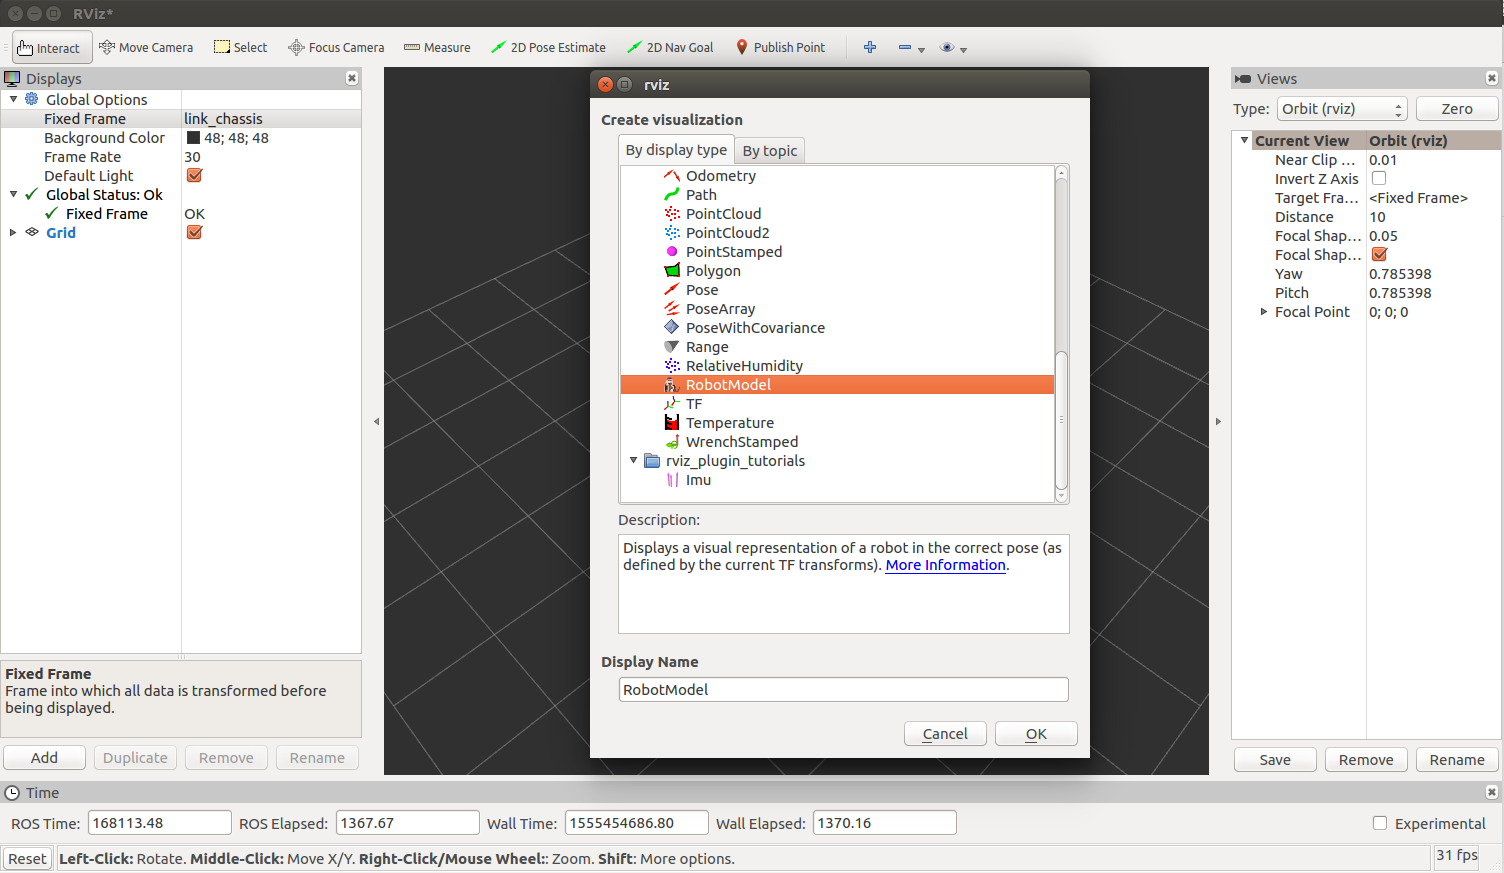 RViz*
Interact Move Camera Select Focus Camera Measure 2D Pose Estimate 2D Nav Goal Publish Point
Displays
Global Options
Fixed Frame link_chassis
Background Color 48; 48; 48
Frame Rate 30
Default Light
Global Status: Ok
Fixed Frame OK
Grid
Fixed Frame
Frame into which all data is transformed before
being displayed.
Add Duplicate Remove Rename
rviz
Create visualization
By display type By topic
Odometry
Path
PointCloud
PointCloud2
PointStamped
Polygon
Pose
PoseArray
PoseWithCovariance
Range
RelativeHumidity
RobotModel
TF
Temperature
WrenchStamped
rviz_plugin_tutorials
Imu
Description:
Displays a visual representation of a robot in the correct pose (as
defined by the current TF transforms). More Information.
Display Name
RobotModel
Cancel OK
Views
Type: Orbit (rviz) Zero
Current View Orbit (rviz)
Near Clip ... 0.01
Invert Z Axis
Target Fra... <Fixed Frame>
Distance 10
Focal Shap... 0.05
Focal Shap...
Yaw 0.785398
Pitch 0.785398
Focal Point 0; 0; 0
Save Remove Rename
Time
ROS Time: 168113.48 ROS Elapsed: 1367.67 Wall Time: 1555454686.80 Wall Elapsed: 1370.16 Experimental
Reset Left-Click: Rotate. Middle-Click: Move X/Y. Right-Click/Mouse Wheel:: Zoom. Shift: More options. 31 fps